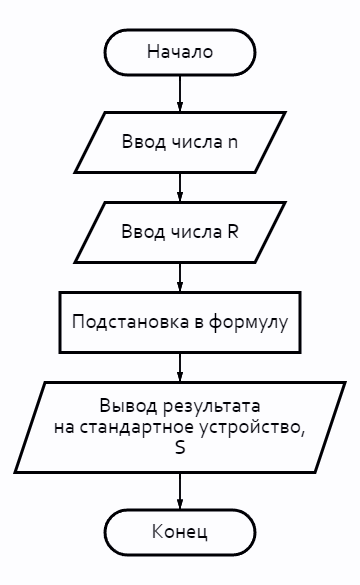 Начало
Ввод числа n
Ввод числа R
Подстановка в формулу
Вывод результата
на стандартное устройство,
S
Конец